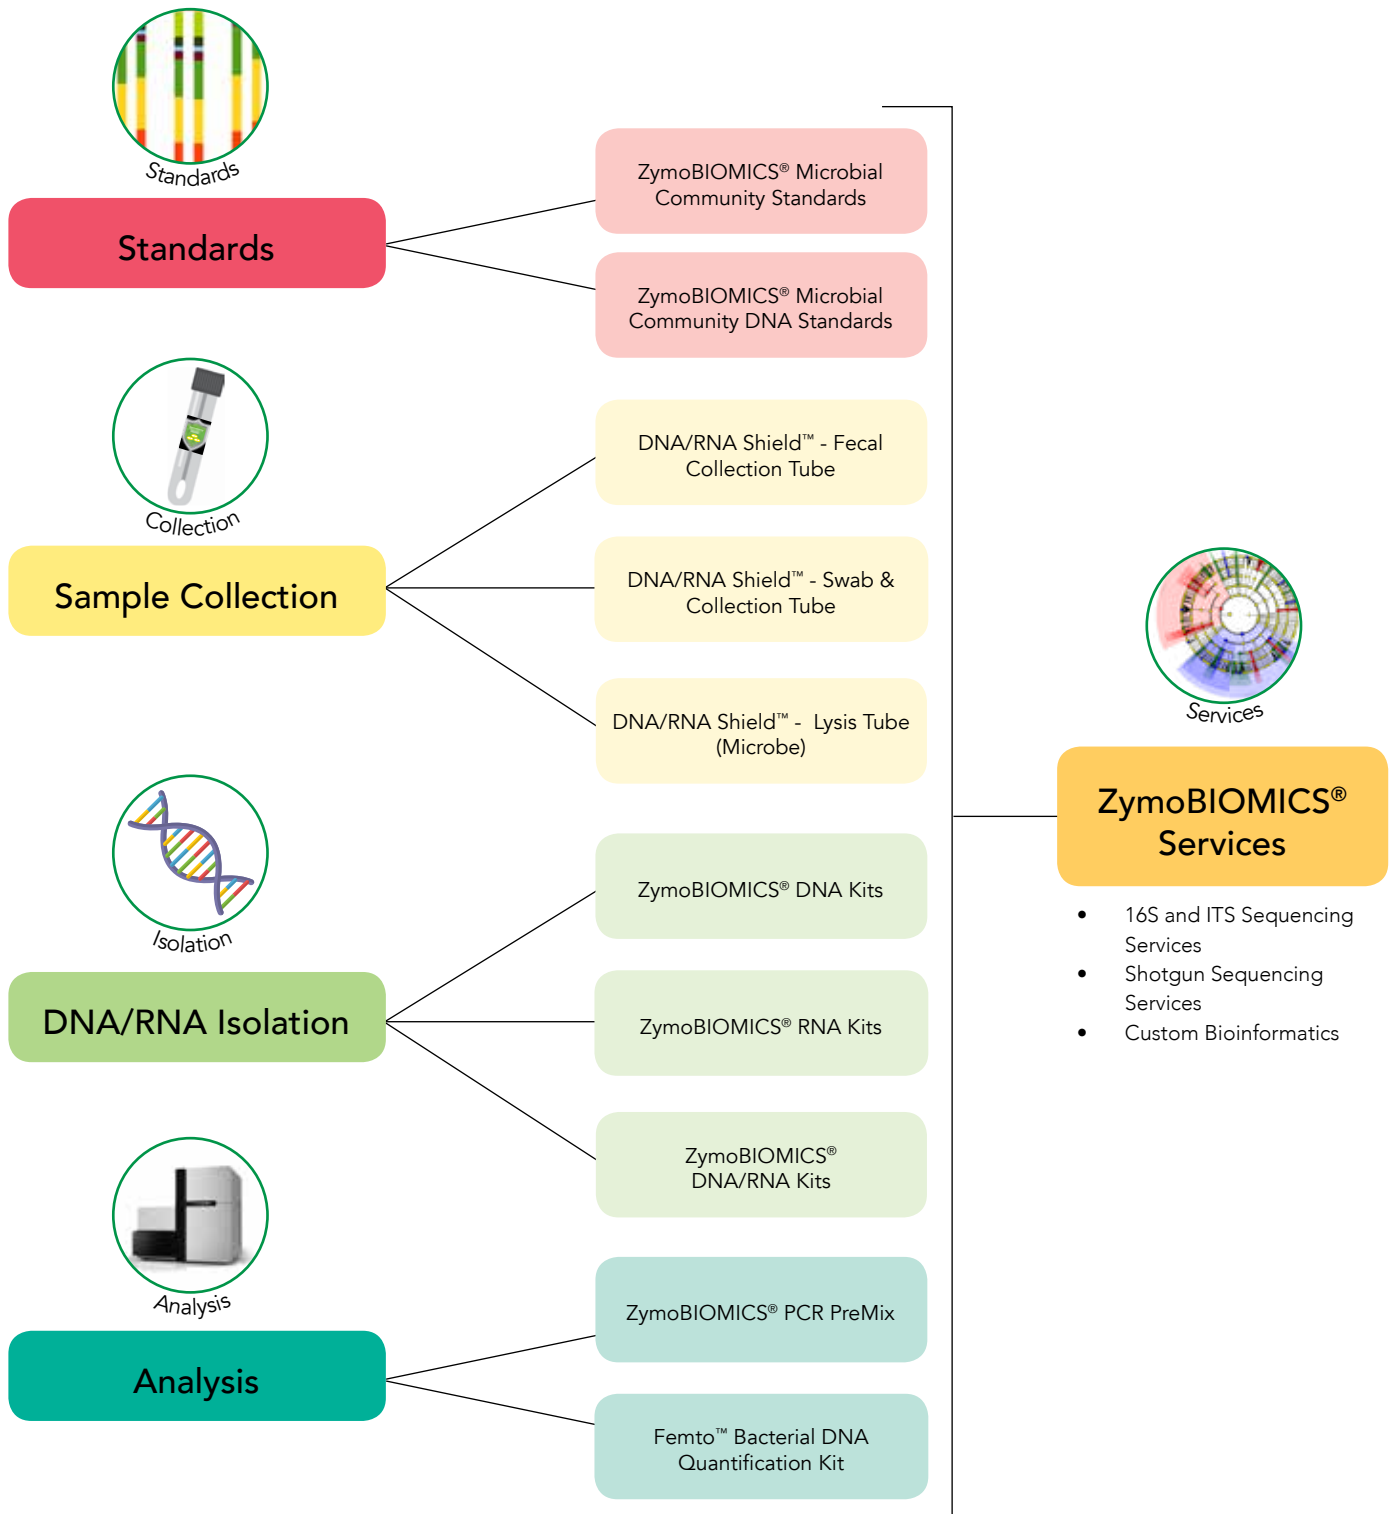 Standards
Standards
ZymoBIOMICS® Microbial
Community Standards
ZymoBIOMICS® Microbial
Community DNA Standards
Collection
Sample Collection
DNA/RNA Shield™ - Fecal
Collection Tube
DNA/RNA Shield™ - Swab &
Collection Tube
DNA/RNA Shield™ - Lysis Tube
(Microbe)
Isolation
DNA/RNA Isolation
ZymoBIOMICS® DNA Kits
ZymoBIOMICS® RNA Kits
ZymoBIOMICS®
DNA/RNA Kits
Analysis
Analysis
ZymoBIOMICS® PCR PreMix
Femto™ Bacterial DNA
Quantification Kit
Services
ZymoBIOMICS®
Services
• 16S and ITS Sequencing
Services
• Shotgun Sequencing
Services
• Custom Bioinformatics